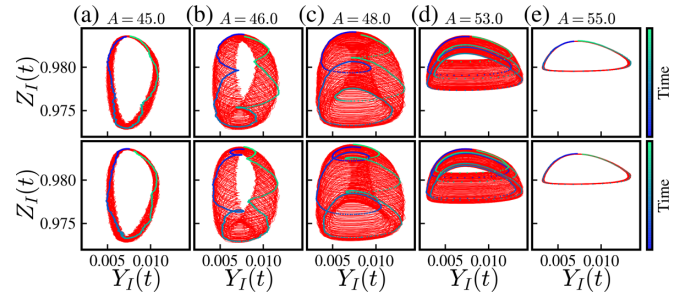 (a) A = 45.0 (b) A = 46.0 (c) A = 48.0 (d) A = 53.0 (e) A = 55.0
Z_I(t)
0.980
0.975
Time
Z_I(t)
0.980
0.975
Time
0.005 0.010 0.005 0.010 0.005 0.010 0.005 0.010 0.005 0.010
Y_I(t) Y_I(t) Y_I(t) Y_I(t) Y_I(t)